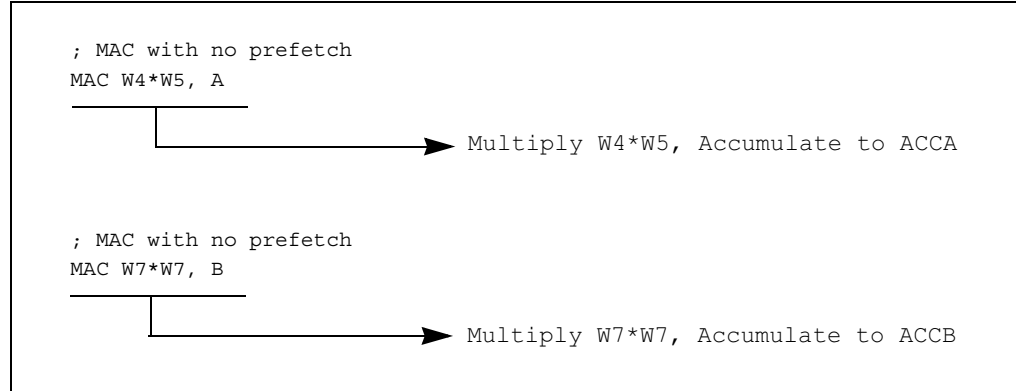 ; MAC with no prefetch
MAC W4*W5, A
Multiply W4*W5, Accumulate to ACCA
; MAC with no prefetch
MAC W7*W7, B
Multiply W7*W7, Accumulate to ACCB